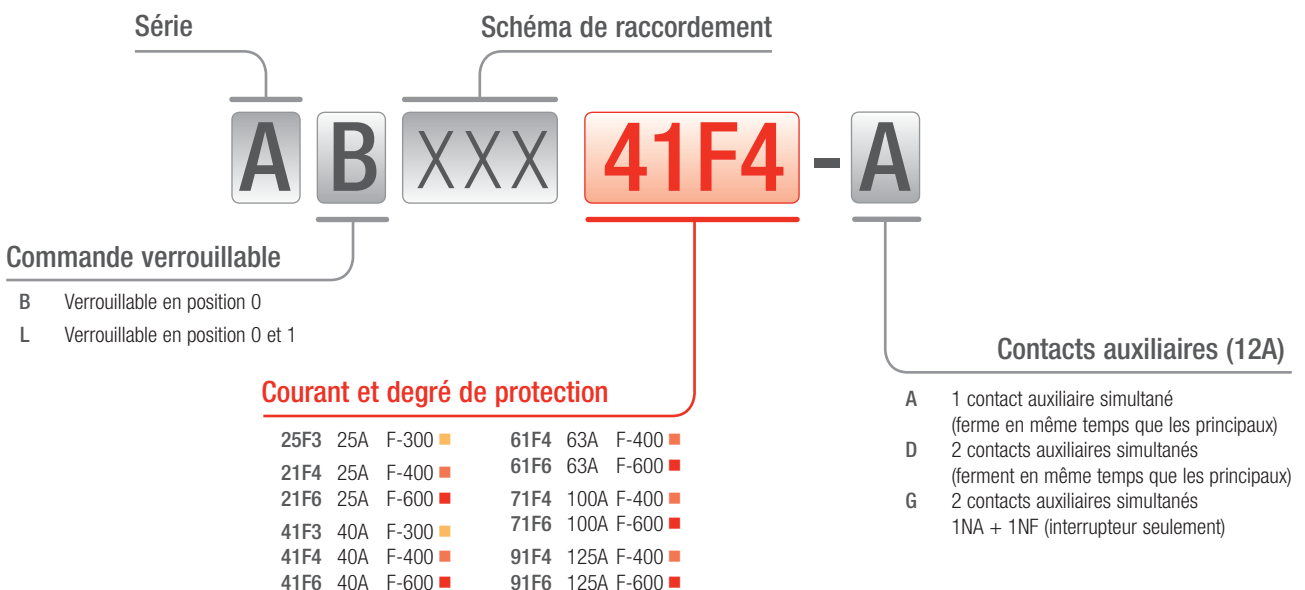 Série
Schéma de raccordement
A B XXX 41F4 - A
Commande verrouillable
B Verrouillable en position 0
L Verrouillable en position 0 et 1
Courant et degré de protection
25F3 25A F-300
21F4 25A F-400
21F6 25A F-600
41F3 40A F-300
41F4 40A F-400
41F6 40A F-600
61F4 63A F-400
61F6 63A F-600
71F4 100A F-400
71F6 100A F-600
91F4 125A F-400
91F6 125A F-600
Contacts auxiliaires (12A)
A 1 contact auxiliaire simultané
(ferme en même temps que les principaux)
D 2 contacts auxiliaires simultanés
(ferment en même temps que les principaux)
G 2 contacts auxiliaires simultanés
1NA + 1NF (interrupteur seulement)